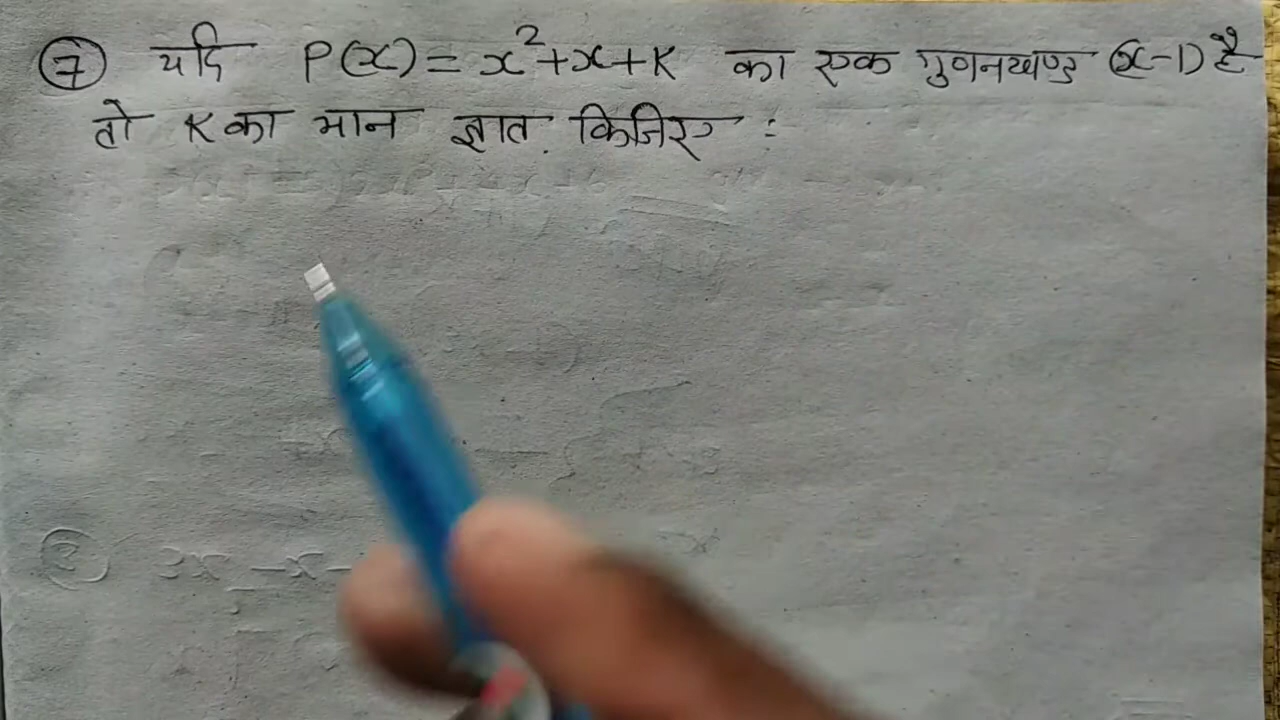 ⑦ यदि P(x) = x²+x+K का एक गुणनखण्ड (x-1) है
तो K का मान ज्ञात किजिए :